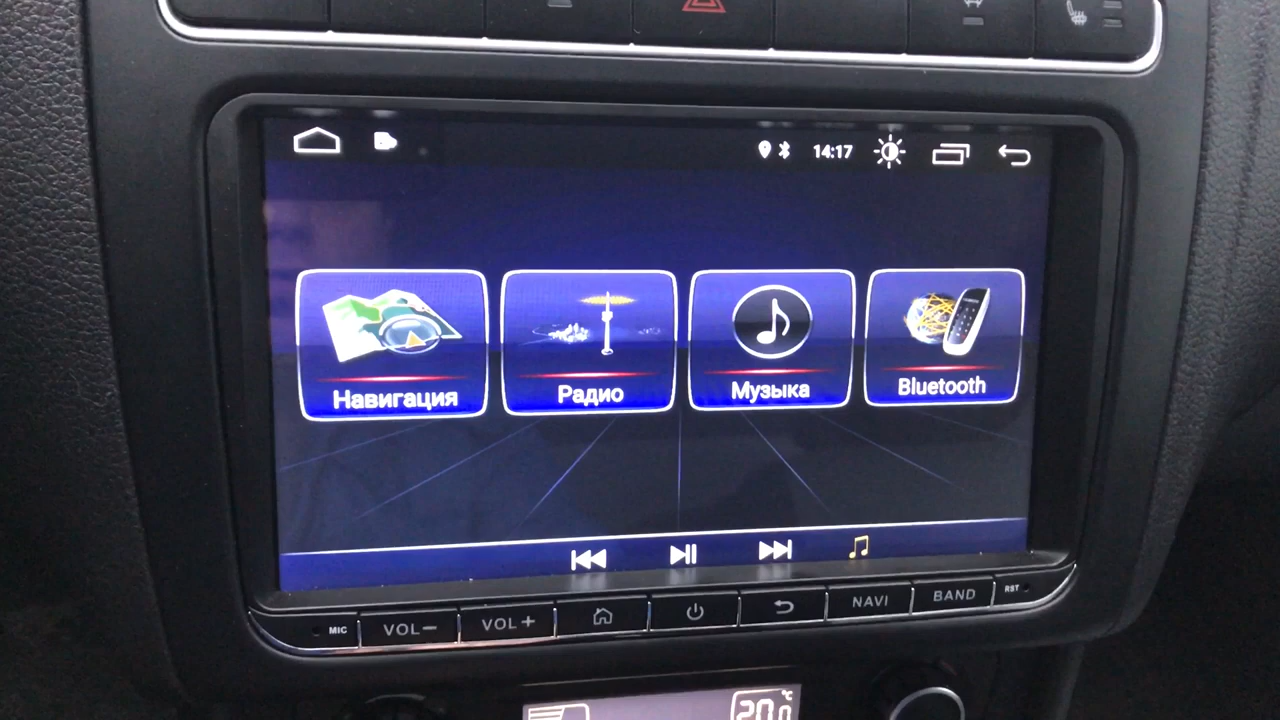 14:17
Навигация
Радио
Музыка
Bluetooth
MIC
VOL−
VOL+
NAVI
BAND
RST
20.0
°C